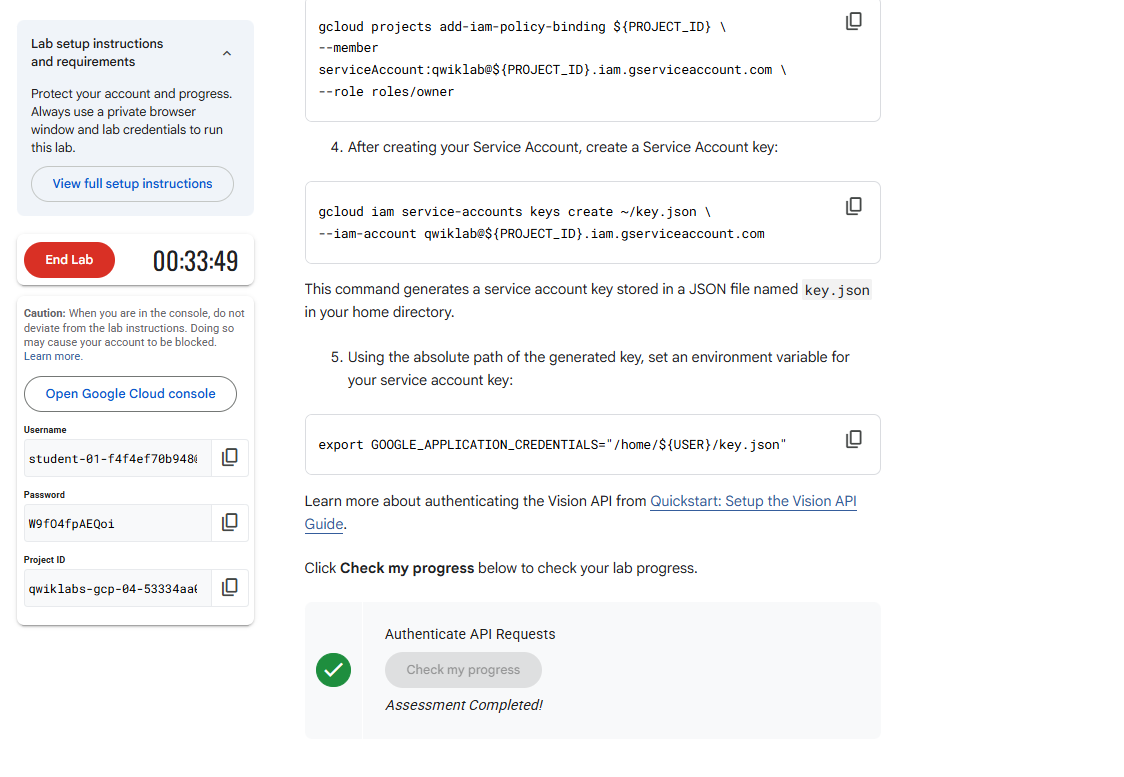 Lab setup instructions
and requirements
Protect your account and progress.
Always use a private browser
window and lab credentials to run
this lab.
View full setup instructions
End Lab
00:33:49
Caution: When you are in the console, do not
deviate from the lab instructions. Doing so
may cause your account to be blocked.
Learn more.
Open Google Cloud console
Username
student-01-f4f4ef70b948
Password
W9fO4fpAEQoi
Project ID
qwiklabs-gcp-04-53334aa
gcloud projects add-iam-policy-binding ${PROJECT_ID} \
--member
serviceAccount:qwiklab@${PROJECT_ID}.iam.gserviceaccount.com \
--role roles/owner
4. After creating your Service Account, create a Service Account key:
gcloud iam service-accounts keys create ~/key.json \
--iam-account qwiklab@${PROJECT_ID}.iam.gserviceaccount.com
This command generates a service account key stored in a JSON file named key.json
in your home directory.
5. Using the absolute path of the generated key, set an environment variable for
your service account key:
export GOOGLE_APPLICATION_CREDENTIALS="/home/${USER}/key.json"
Learn more about authenticating the Vision API from Quickstart: Setup the Vision API
Guide.
Click Check my progress below to check your lab progress.
Authenticate API Requests
Check my progress
Assessment Completed!